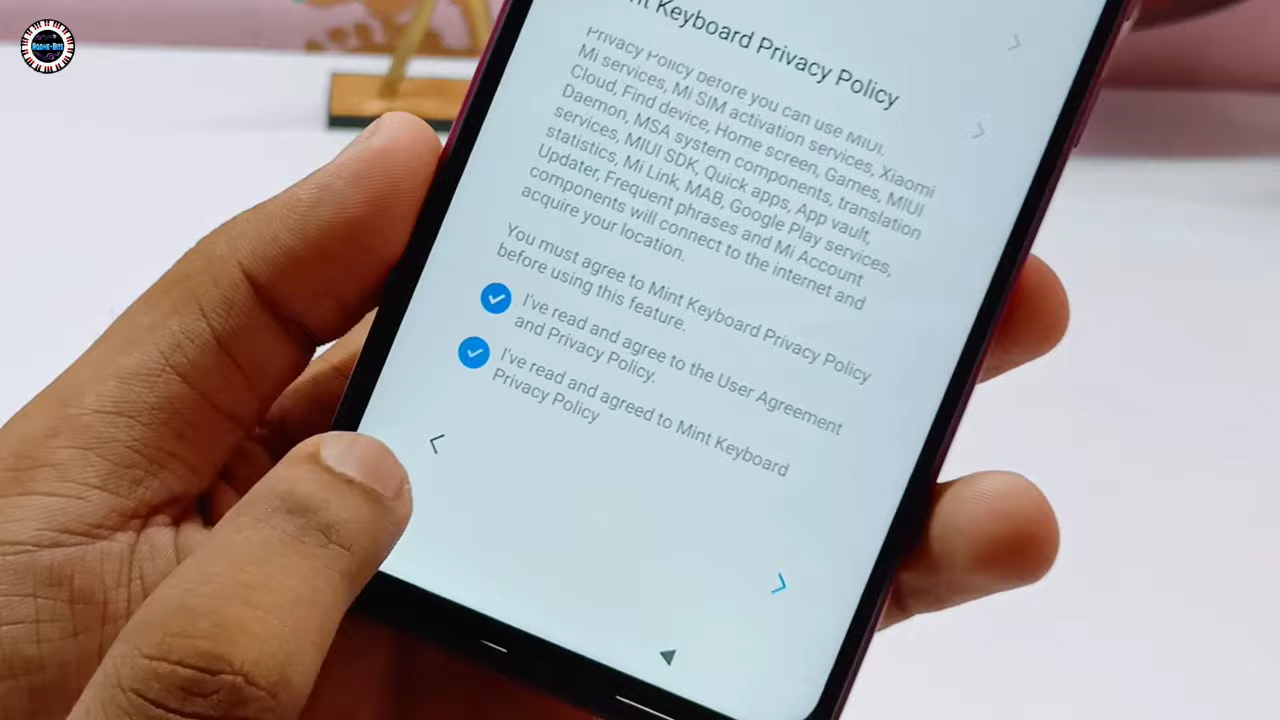 RADHE-BITS
nt Keyboard Privacy Policy
Privacy Policy before you can use MIUI.
Mi services, Mi SIM activation services, Xiaomi
Cloud, Find device, Home screen, Games, MIUI
Daemon, MSA system components, translation
services, MIUI SDK, Quick apps, App vault,
statistics, Mi Link, MAB, Google Play services,
Updater, Frequent phrases and Mi Account
components will connect to the internet and
acquire your location.
You must agree to Mint Keyboard Privacy Policy
before using this feature.
I've read and agree to the User Agreement
and Privacy Policy.
I've read and agreed to Mint Keyboard
Privacy Policy